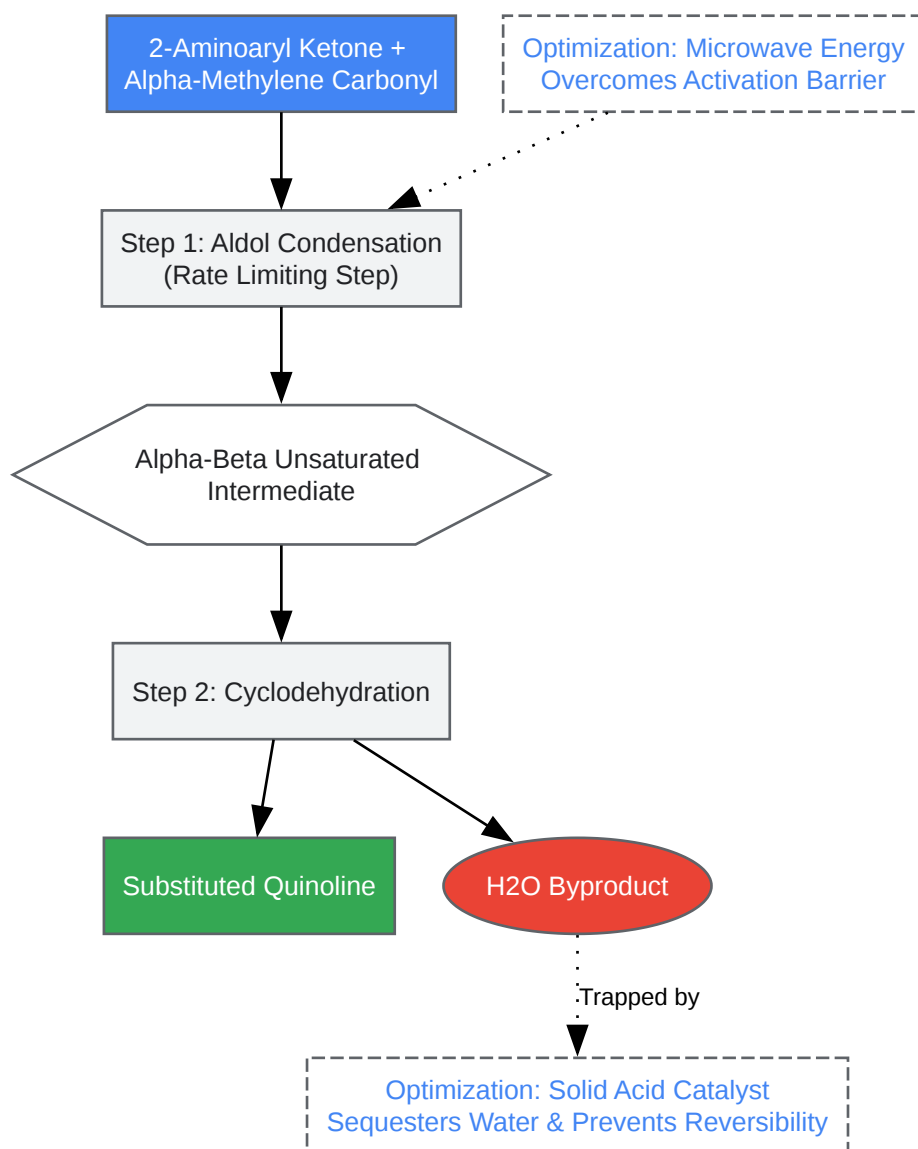 2-Aminoaryl Ketone +
Alpha-Methylene Carbonyl
Optimization: Microwave Energy
Overcomes Activation Barrier
Step 1: Aldol Condensation
(Rate Limiting Step)
Alpha-Beta Unsaturated
Intermediate
Step 2: Cyclodehydration
Substituted Quinoline
H2O Byproduct
Trapped by
Optimization: Solid Acid Catalyst
Sequesters Water & Prevents Reversibility